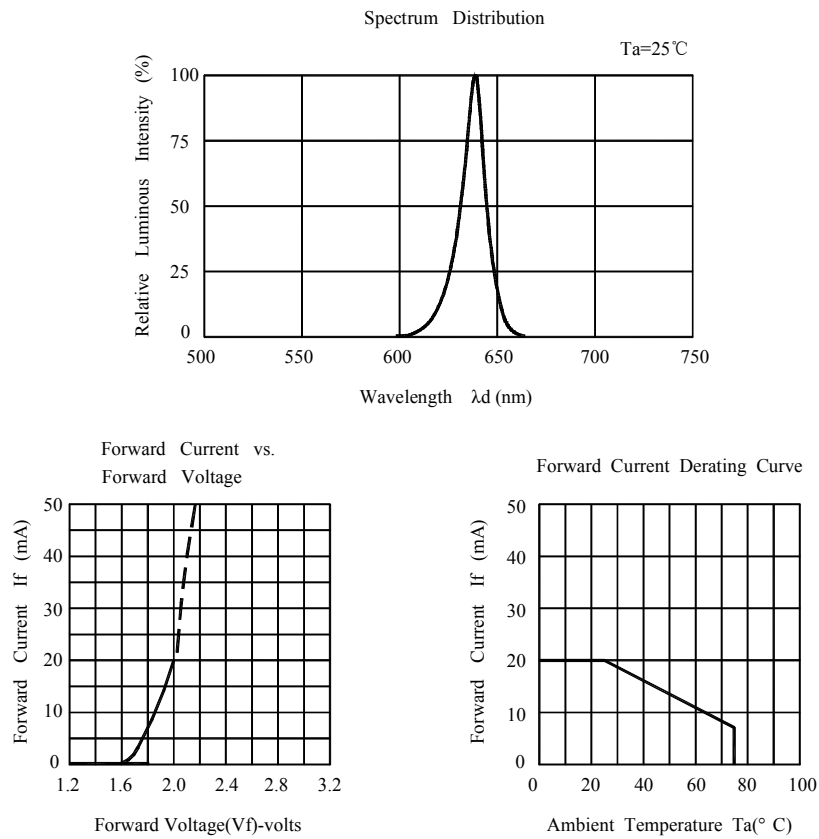 Spectrum Distribution
Ta=25℃
Relative Luminous Intensity (%)
100
75
50
25
0
500 550 600 650 700 750
Wavelength λd (nm)
Forward Current vs.
Forward Voltage
Forward Current If (mA)
50
40
30
20
10
0
1.2 1.6 2.0 2.4 2.8 3.2
Forward Voltage(Vf)-volts
Forward Current Derating Curve
Forward Current If (mA)
50
40
30
20
10
0
0 20 40 60 80 100
Ambient Temperature Ta(° C)